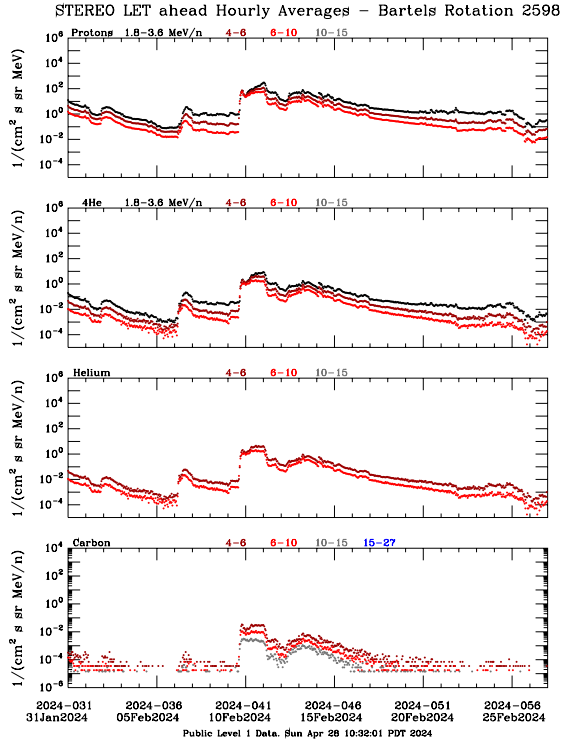 STEREO LET ahead Hourly Averages – Bartels Rotation 2598
Protons 1.8–3.6 MeV/n 4–6 6–10 10–15
10^6
10^4
10^2
10^0
10^-2
10^-4
1/(cm^2 s sr MeV)
4He 1.8–3.6 MeV/n 4–6 6–10 10–15
10^6
10^4
10^2
10^0
10^-2
10^-4
1/(cm^2 s sr MeV/n)
Helium 4–6 6–10 10–15
10^6
10^4
10^2
10^0
10^-2
10^-4
1/(cm^2 s sr MeV/n)
Carbon 4–6 6–10 10–15 15–27
10^4
10^2
10^0
10^-2
10^-4
10^-6
1/(cm^2 s sr MeV/n)
2024–031 2024–036 2024–041 2024–046 2024–051 2024–056
31Jan2024 05Feb2024 10Feb2024 15Feb2024 20Feb2024 25Feb2024
Public Level 1 Data. Sun Apr 28 10:32:01 PDT 2024